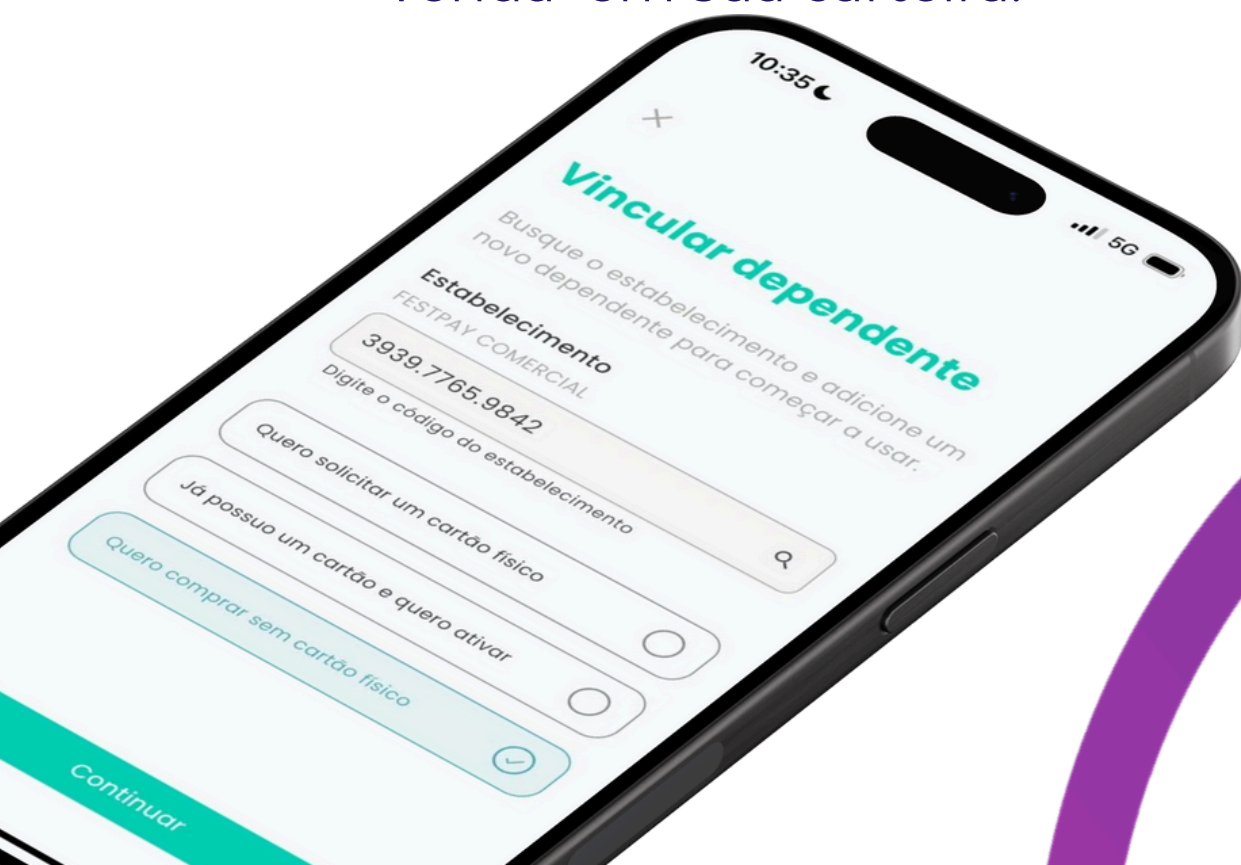 10:35
Vincular dependente
Busque o estabelecimento e adicione um
novo dependente para começar a usar.
Estabelecimento
FESTPAY COMERCIAL
3939.7765.9842
Digite o código do estabelecimento
Quero solicitar um cartão físico
Já possuo um cartão e quero ativar
Quero comprar sem cartão físico
Continuar
5G